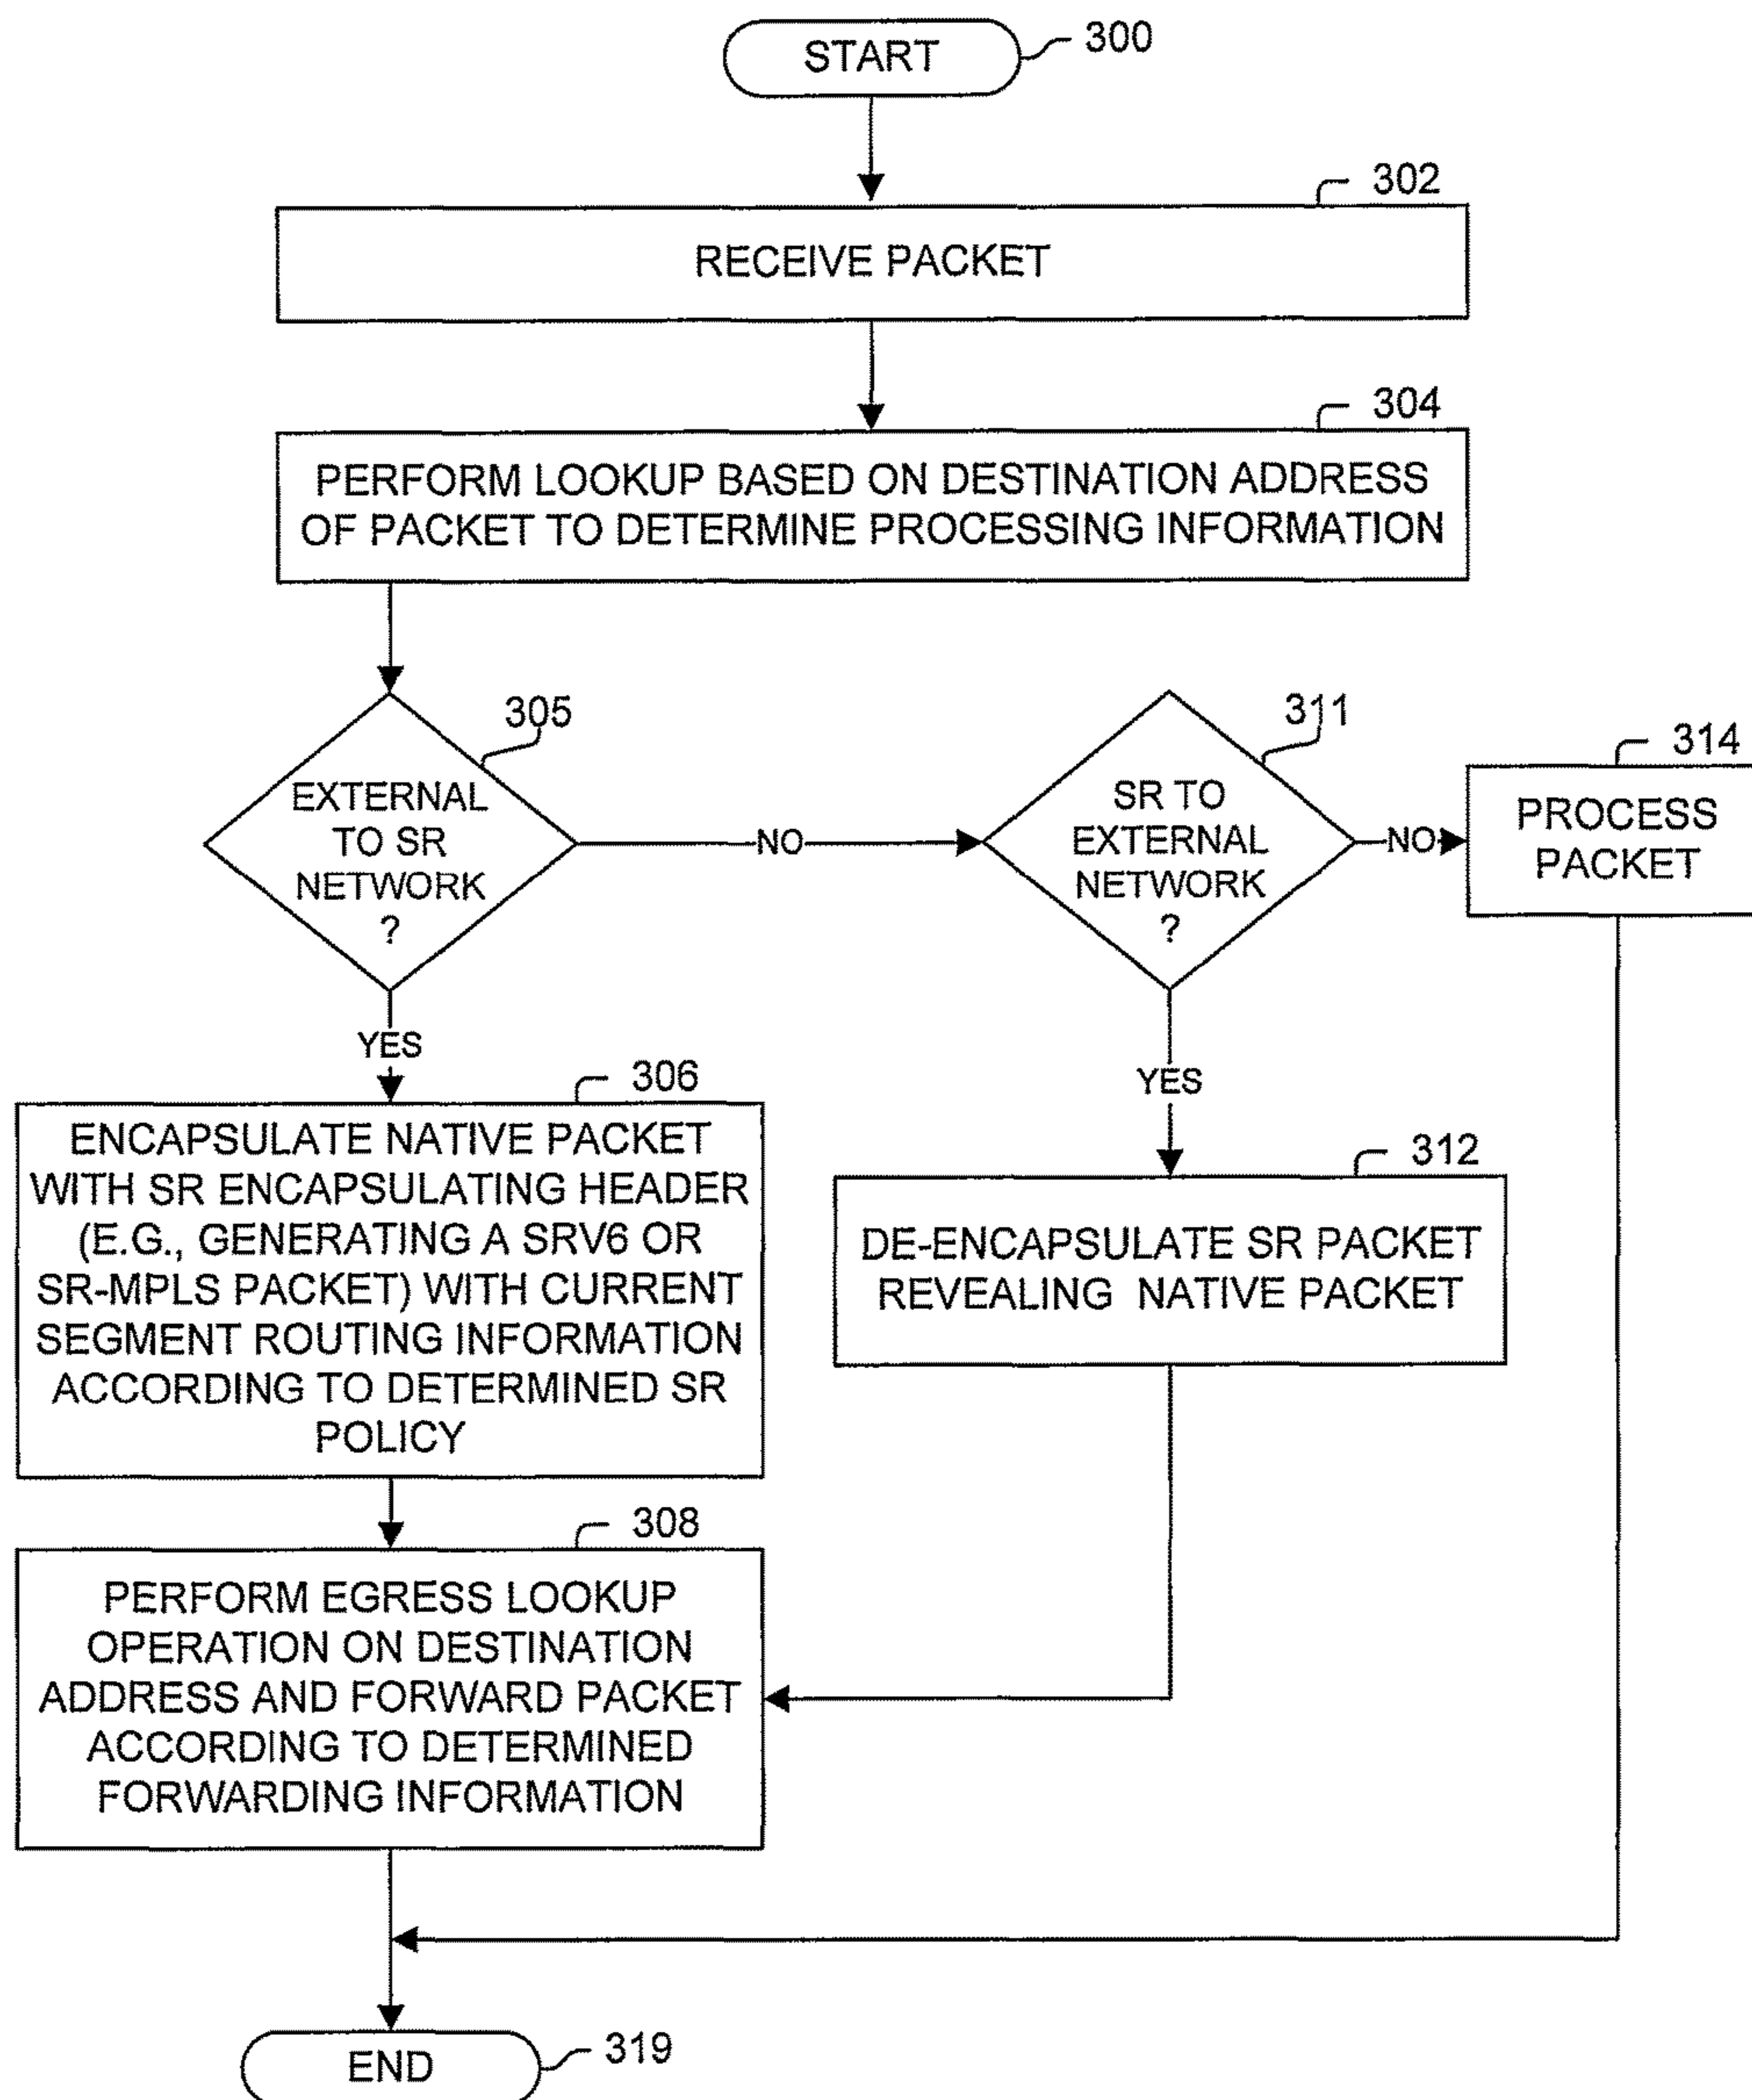 START
300
302
RECEIVE PACKET
304
PERFORM LOOKUP BASED ON DESTINATION ADDRESS
OF PACKET TO DETERMINE PROCESSING INFORMATION
305
EXTERNAL
TO SR
NETWORK
?
NO
311
SR TO
EXTERNAL
NETWORK
?
NO
314
PROCESS
PACKET
YES
306
ENCAPSULATE NATIVE PACKET
WITH SR ENCAPSULATING HEADER
(E.G., GENERATING A SRV6 OR
SR-MPLS PACKET) WITH CURRENT
SEGMENT ROUTING INFORMATION
ACCORDING TO DETERMINED SR
POLICY
YES
312
DE-ENCAPSULATE SR PACKET
REVEALING NATIVE PACKET
308
PERFORM EGRESS LOOKUP
OPERATION ON DESTINATION
ADDRESS AND FORWARD PACKET
ACCORDING TO DETERMINED
FORWARDING INFORMATION
END
319